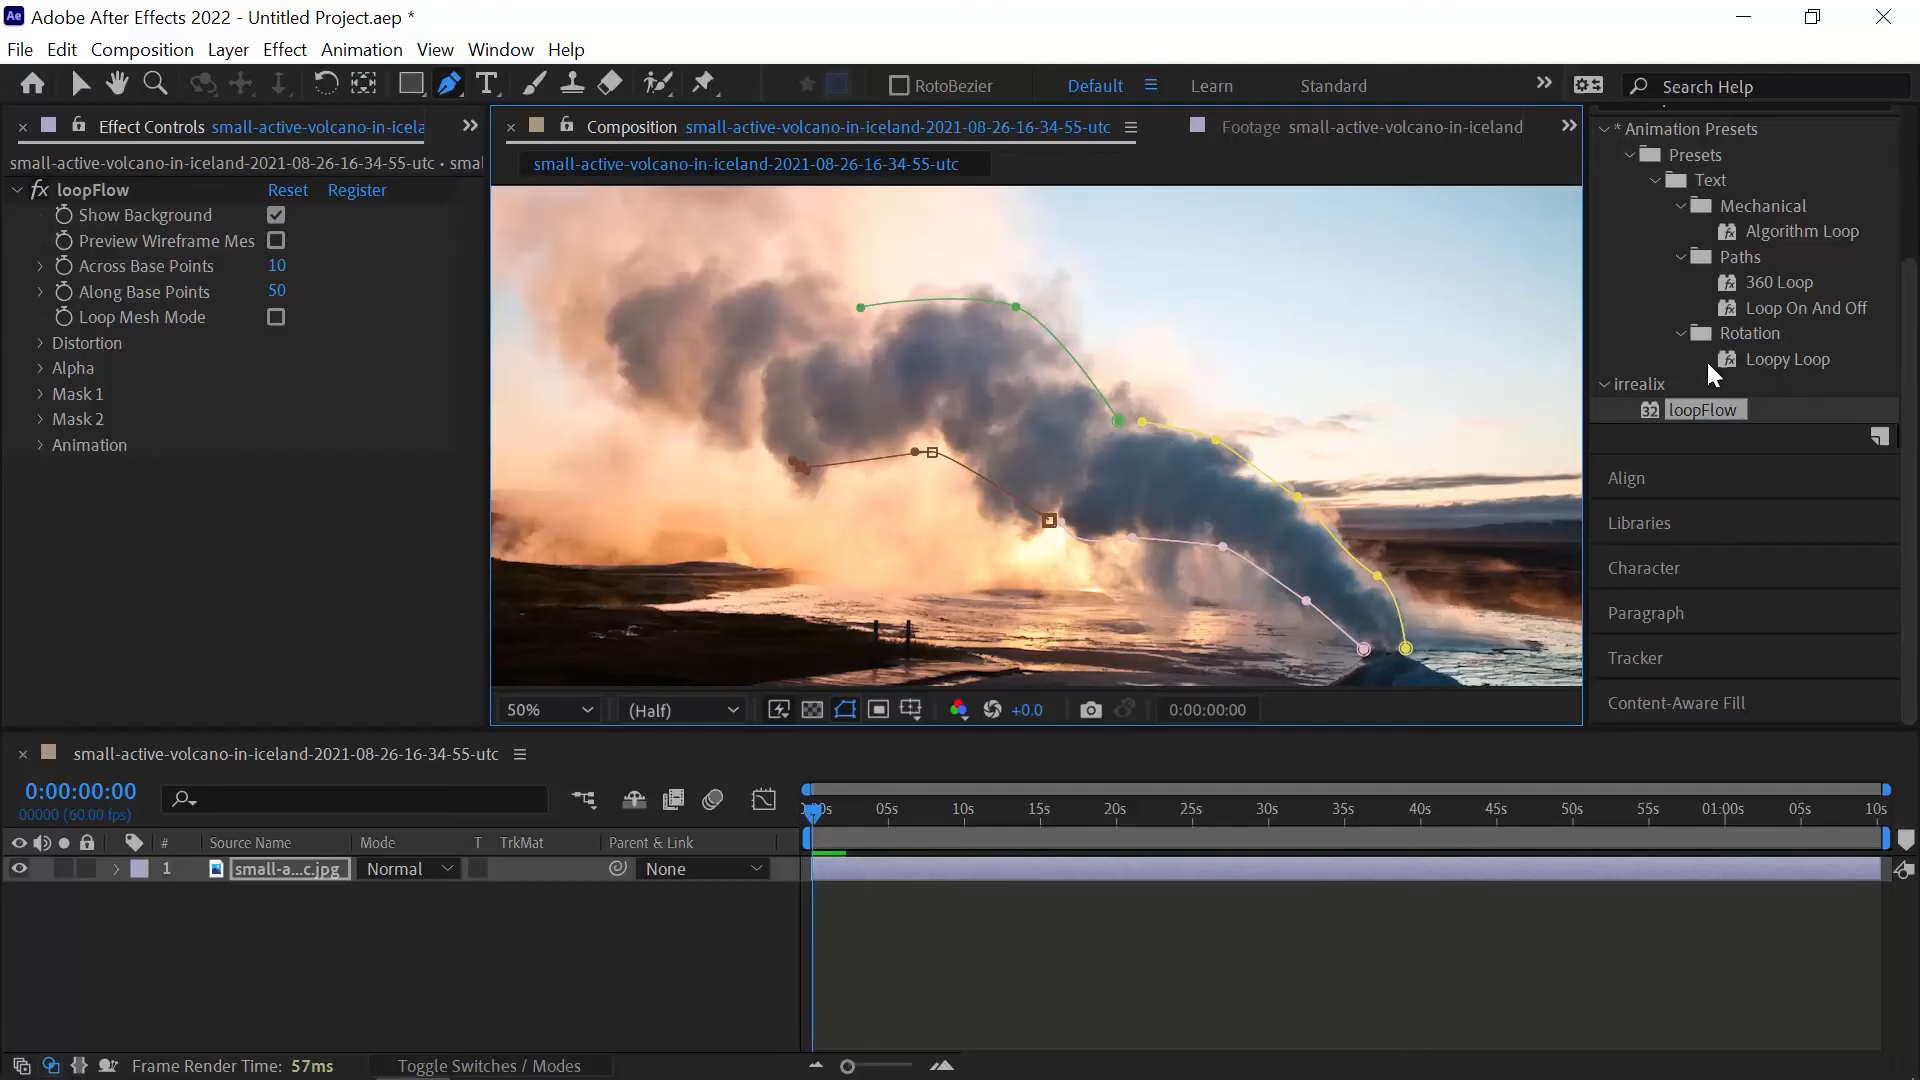 Ae Adobe After Effects 2022 - Untitled Project.aep *
File Edit Composition Layer Effect Animation View Window Help
RotoBezier Default Learn Standard Search Help
Effect Controls small-active-volcano-in-icela
Composition small-active-volcano-in-iceland-2021-08-26-16-34-55-utc
Footage small-active-volcano-in-iceland
small-active-volcano-in-iceland-2021-08-26-16-34-55-utc • smal
small-active-volcano-in-iceland-2021-08-26-16-34-55-utc
fx loopFlow Reset Register
Show Background
Preview Wireframe Mes
Across Base Points 10
Along Base Points 50
Loop Mesh Mode
Distortion
Alpha
Mask 1
Mask 2
Animation
* Animation Presets
Presets
Text
Mechanical
Algorithm Loop
Paths
360 Loop
Loop On And Off
Rotation
Loopy Loop
irrealix
32 loopFlow
Align
Libraries
Character
Paragraph
Tracker
Content-Aware Fill
50% (Half) +0.0 0:00:00:00
small-active-volcano-in-iceland-2021-08-26-16-34-55-utc
0:00:00:00
00000 (60.00 fps)
05s 10s 15s 20s 25s 30s 35s 40s 45s 50s 55s 01:00s 05s 10s
# Source Name Mode T TrkMat Parent & Link
1 small-a...c.jpg Normal None
Frame Render Time: 57ms Toggle Switches / Modes